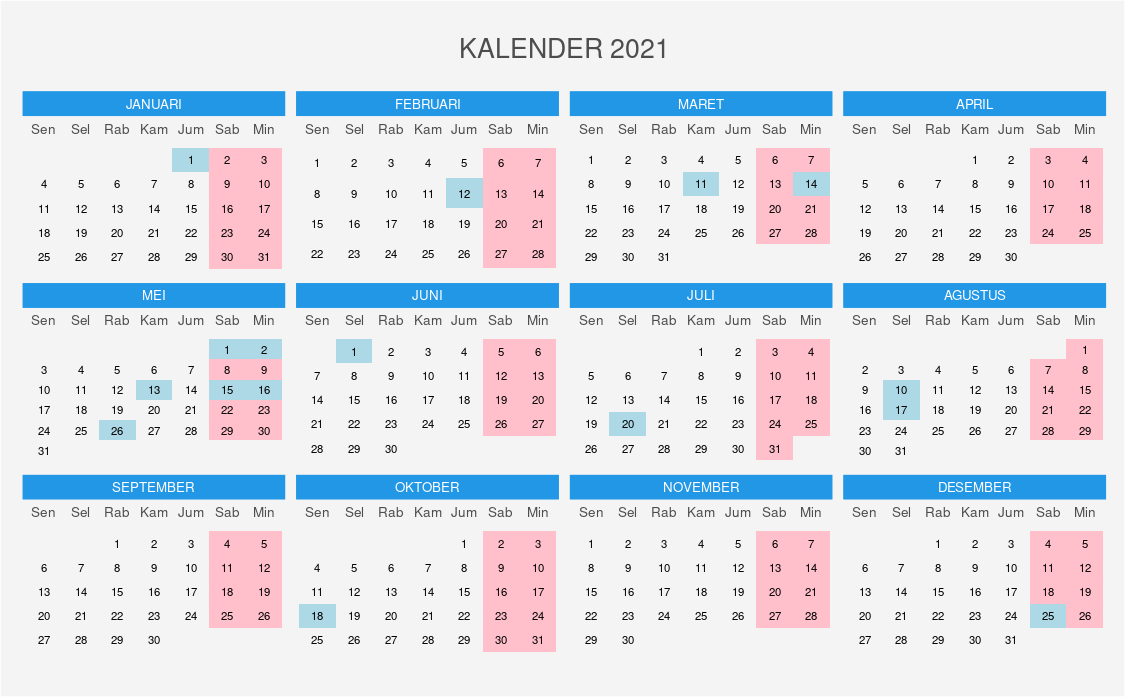 KALENDER 2021
JANUARI
Sen Sel Rab Kam Jum Sab Min
1 2 3
4 5 6 7 8 9 10
11 12 13 14 15 16 17
18 19 20 21 22 23 24
25 26 27 28 29 30 31
FEBRUARI
Sen Sel Rab Kam Jum Sab Min
1 2 3 4 5 6 7
8 9 10 11 12 13 14
15 16 17 18 19 20 21
22 23 24 25 26 27 28
MARET
Sen Sel Rab Kam Jum Sab Min
1 2 3 4 5 6 7
8 9 10 11 12 13 14
15 16 17 18 19 20 21
22 23 24 25 26 27 28
29 30 31
APRIL
Sen Sel Rab Kam Jum Sab Min
1 2 3 4
5 6 7 8 9 10 11
12 13 14 15 16 17 18
19 20 21 22 23 24 25
26 27 28 29 30
MEI
Sen Sel Rab Kam Jum Sab Min
1 2
3 4 5 6 7 8 9
10 11 12 13 14 15 16
17 18 19 20 21 22 23
24 25 26 27 28 29 30
31
JUNI
Sen Sel Rab Kam Jum Sab Min
1 2 3 4 5 6
7 8 9 10 11 12 13
14 15 16 17 18 19 20
21 22 23 24 25 26 27
28 29 30
JULI
Sen Sel Rab Kam Jum Sab Min
1 2 3 4
5 6 7 8 9 10 11
12 13 14 15 16 17 18
19 20 21 22 23 24 25
26 27 28 29 30 31
AGUSTUS
Sen Sel Rab Kam Jum Sab Min
1
2 3 4 5 6 7 8
9 10 11 12 13 14 15
16 17 18 19 20 21 22
23 24 25 26 27 28 29
30 31
SEPTEMBER
Sen Sel Rab Kam Jum Sab Min
1 2 3 4 5
6 7 8 9 10 11 12
13 14 15 16 17 18 19
20 21 22 23 24 25 26
27 28 29 30
OKTOBER
Sen Sel Rab Kam Jum Sab Min
1 2 3
4 5 6 7 8 9 10
11 12 13 14 15 16 17
18 19 20 21 22 23 24
25 26 27 28 29 30 31
NOVEMBER
Sen Sel Rab Kam Jum Sab Min
1 2 3 4 5 6 7
8 9 10 11 12 13 14
15 16 17 18 19 20 21
22 23 24 25 26 27 28
29 30
DESEMBER
Sen Sel Rab Kam Jum Sab Min
1 2 3 4 5
6 7 8 9 10 11 12
13 14 15 16 17 18 19
20 21 22 23 24 25 26
27 28 29 30 31